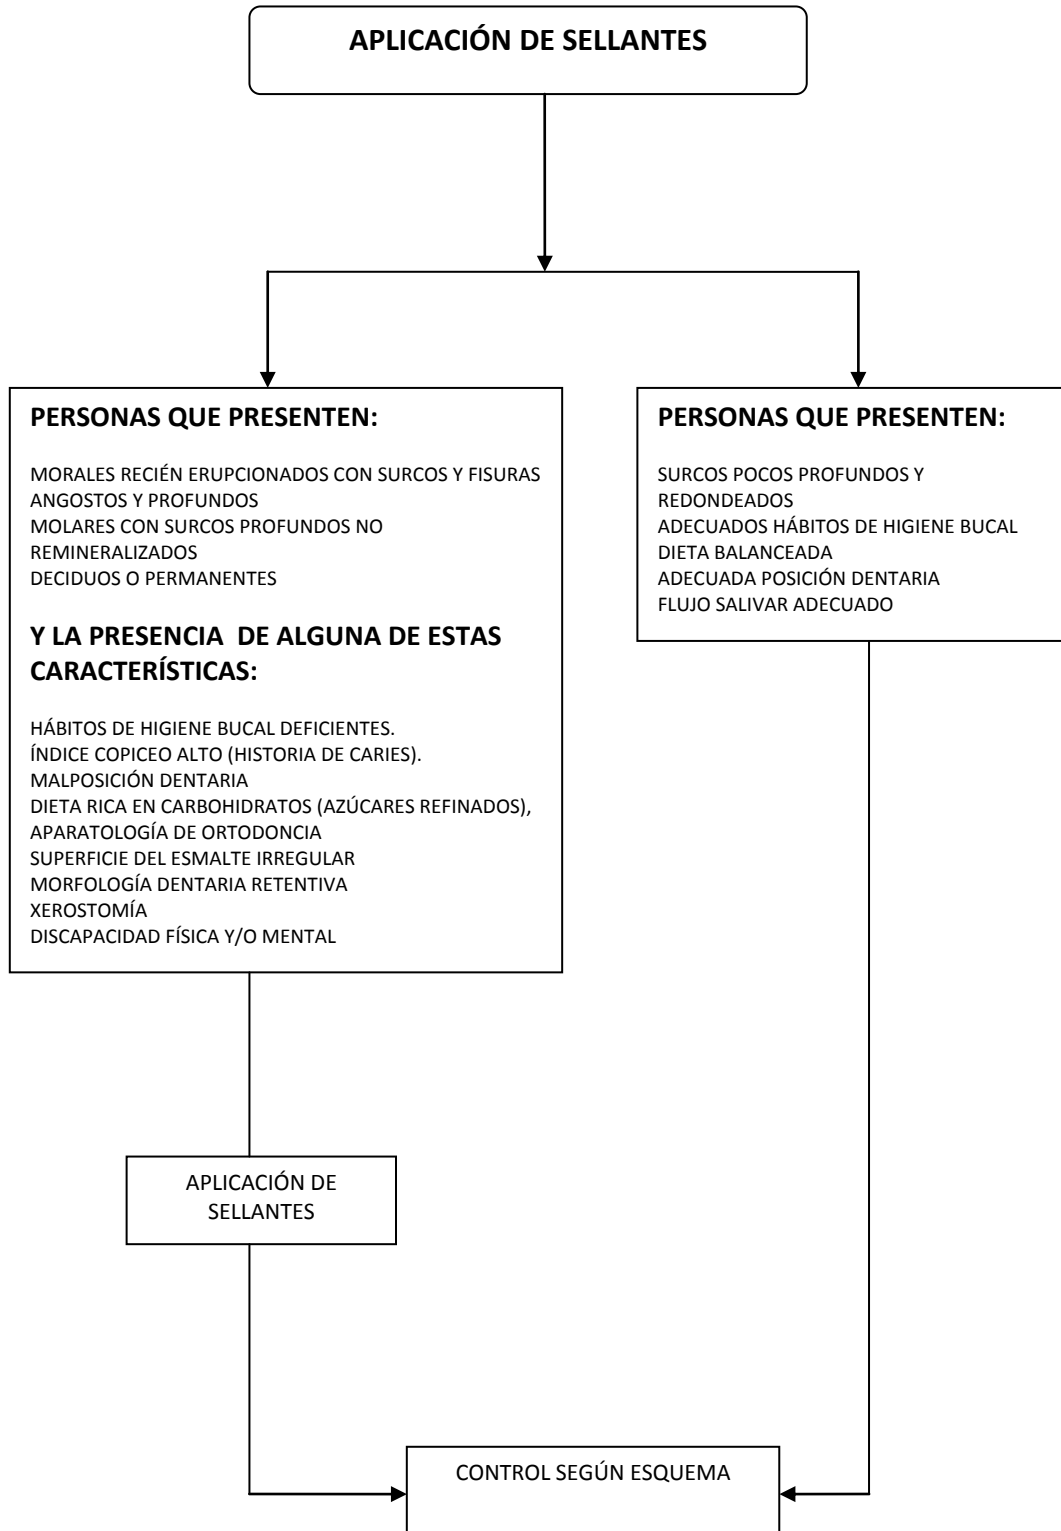 APLICACIÓN DE SELLANTES
PERSONAS QUE PRESENTEN:
MORALES RECIÉN ERUPCIONADOS CON SURCOS Y FISURAS
ANGOSTOS Y PROFUNDOS
MOLARES CON SURCOS PROFUNDOS NO
REMINERALIZADOS
DECIDUOS O PERMANENTES
Y LA PRESENCIA DE ALGUNA DE ESTAS
CARACTERÍSTICAS:
HÁBITOS DE HIGIENE BUCAL DEFICIENTES.
ÍNDICE COPICEO ALTO (HISTORIA DE CARIES).
MALPOSICIÓN DENTARIA
DIETA RICA EN CARBOHIDRATOS (AZÚCARES REFINADOS),
APARATOLOGÍA DE ORTODONCIA
SUPERFICIE DEL ESMALTE IRREGULAR
MORFOLOGÍA DENTARIA RETENTIVA
XEROSTOMÍA
DISCAPACIDAD FÍSICA Y/O MENTAL
PERSONAS QUE PRESENTEN:
SURCOS POCOS PROFUNDOS Y
REDONDEADOS
ADECUADOS HÁBITOS DE HIGIENE BUCAL
DIETA BALANCEADA
ADECUADA POSICIÓN DENTARIA
FLUJO SALIVAR ADECUADO
APLICACIÓN DE
SELLANTES
CONTROL SEGÚN ESQUEMA